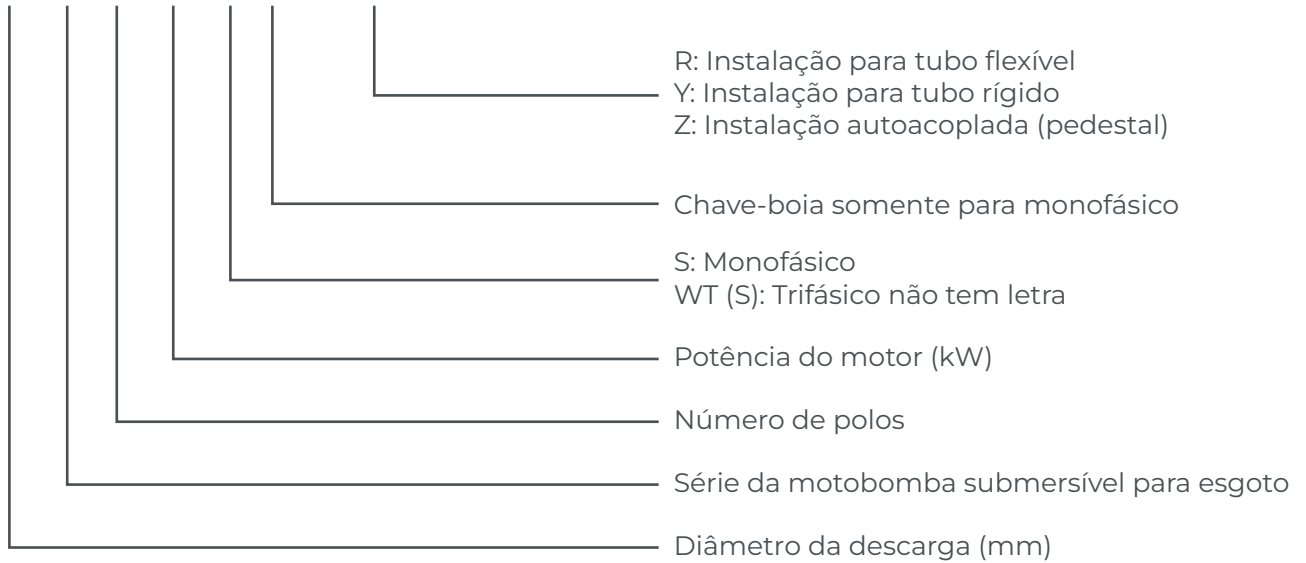 R: Instalação para tubo flexível
Y: Instalação para tubo rígido
Z: Instalação autoacoplada (pedestal)
Chave-boia somente para monofásico
S: Monofásico
WT (S): Trifásico não tem letra
Potência do motor (kW)
Número de polos
Série da motobomba submersível para esgoto
Diâmetro da descarga (mm)